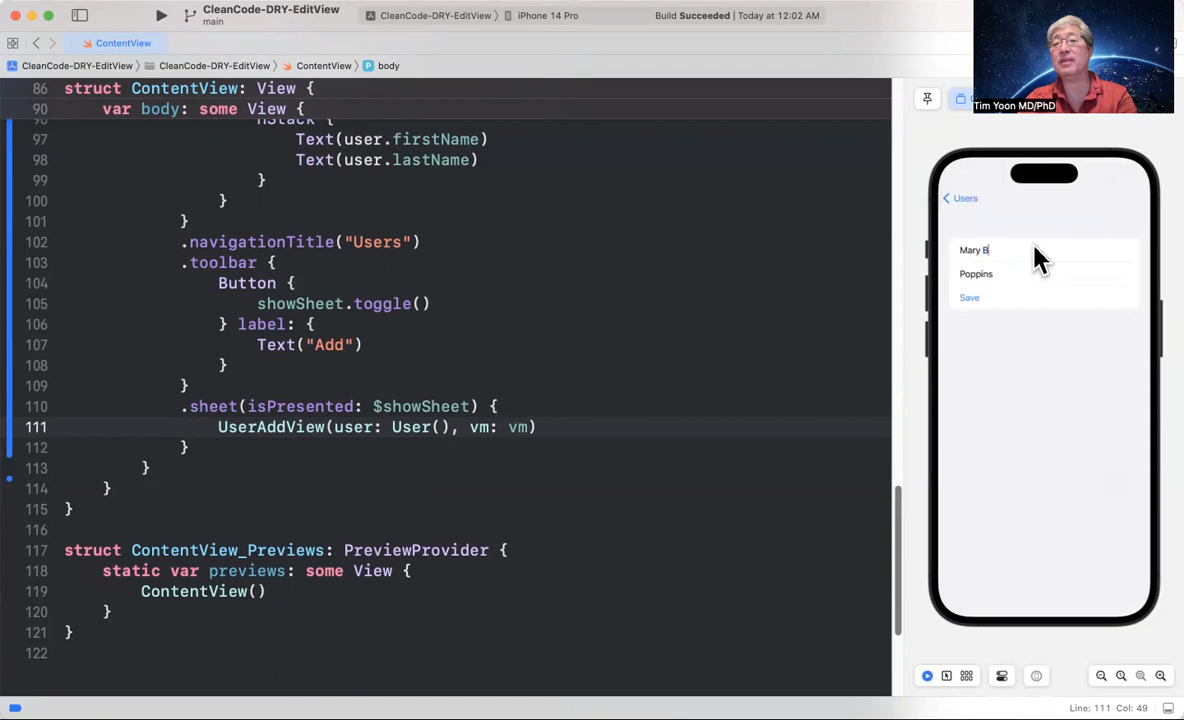 CleanCode-DRY-EditView
main
CleanCode-DRY-EditView
iPhone 14 Pro
Build Succeeded | Today at 12:02 AM
ContentView
CleanCode-DRY-EditView
CleanCode-DRY-EditView
ContentView
body
Tim Yoon MD/PhD
86 struct ContentView: View {
90 var body: some View {
HStack {
97 Text(user.firstName)
98 Text(user.lastName)
99 }
100 }
101 }
102 .navigationTitle("Users")
103 .toolbar {
104 Button {
105 showSheet.toggle()
106 } label: {
107 Text("Add")
108 }
109 }
110 .sheet(isPresented: $showSheet) {
111 UserAddView(user: User(), vm: vm)
112 }
113 }
114 }
115 }
116
117 struct ContentView_Previews: PreviewProvider {
118 static var previews: some View {
119 ContentView()
120 }
121 }
122
Users
Mary B
Poppins
Save
Line: 111 Col: 49